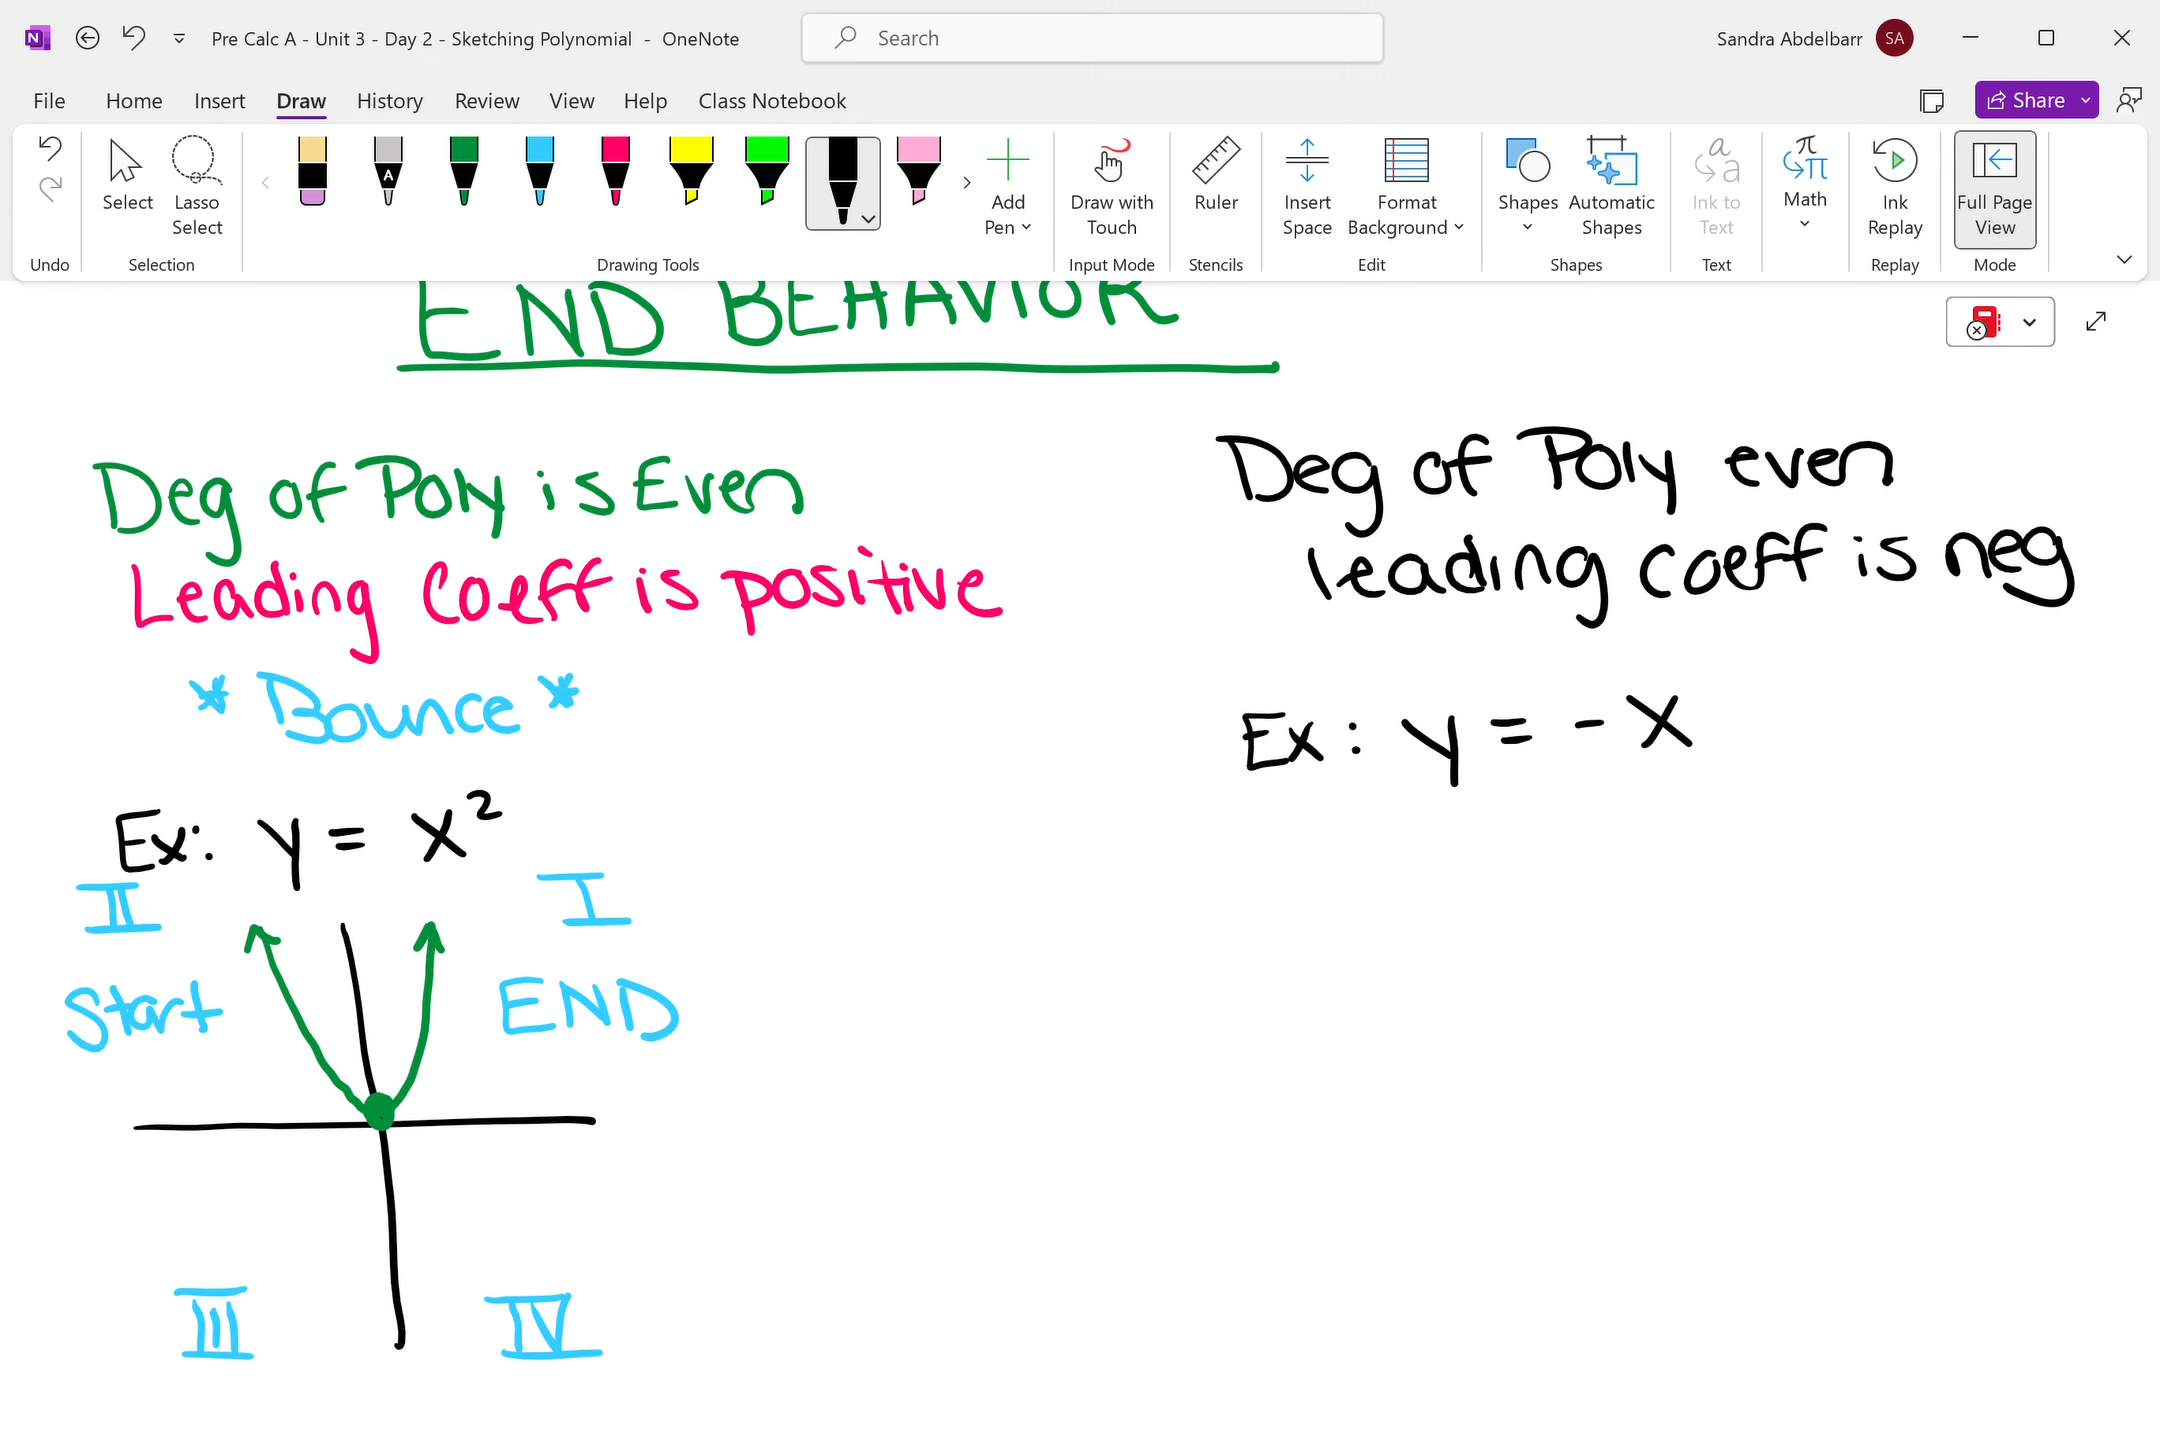 Pre Calc A - Unit 3 - Day 2 - Sketching Polynomial - OneNote
Search
Sandra Abdelbarr SA
File Home Insert Draw History Review View Help Class Notebook
Share
Select
Lasso Select
A
Add Pen
Draw with Touch
Ruler
Insert Space
Format Background
Shapes
Automatic Shapes
Ink to Text
Math
Ink Replay
Full Page View
Undo Selection Drawing Tools Input Mode Stencils Edit Shapes Text Replay Mode
END BEHAVIOR
Deg of Poly is Even
Leading Coeff is positive
* Bounce *
Ex: y = x²
II I
Start END
III IV
Deg of Poly even
leading coeff is neg
Ex: y = - x